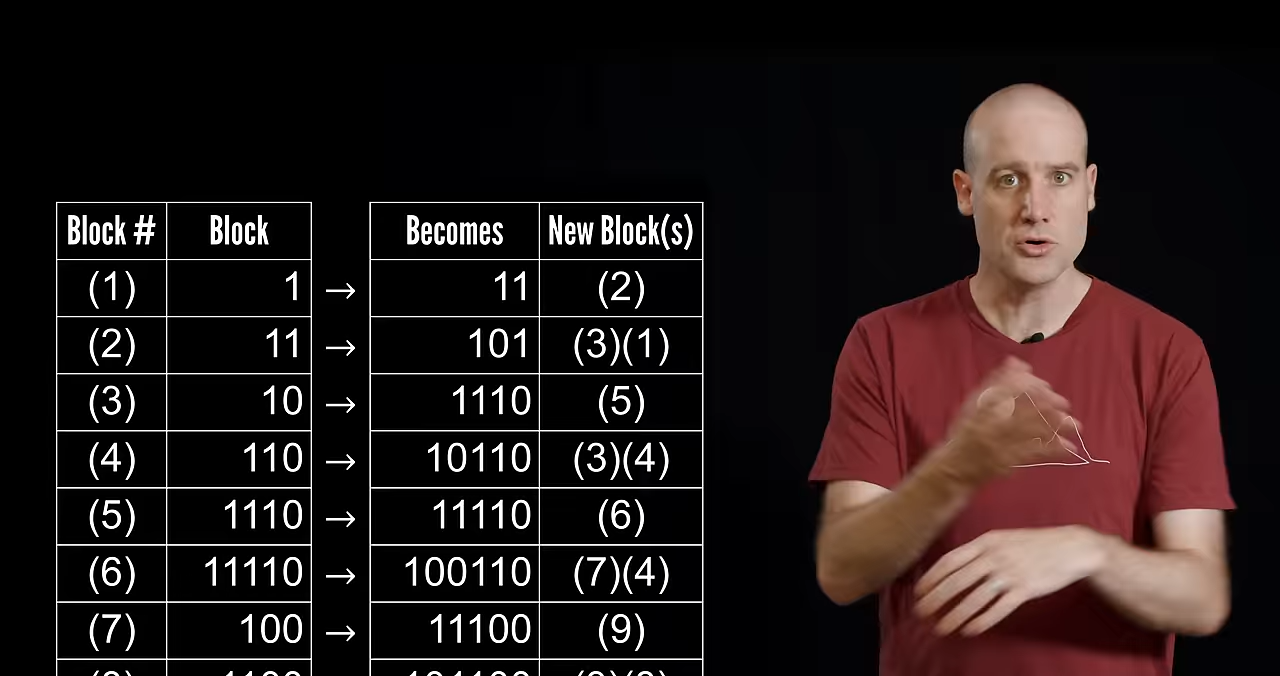 Block # Block Becomes New Block(s)
(1) 1 → 11 (2)
(2) 11 → 101 (3)(1)
(3) 10 → 1110 (5)
(4) 110 → 10110 (3)(4)
(5) 1110 → 11110 (6)
(6) 11110 → 100110 (7)(4)
(7) 100 → 11100 (9)